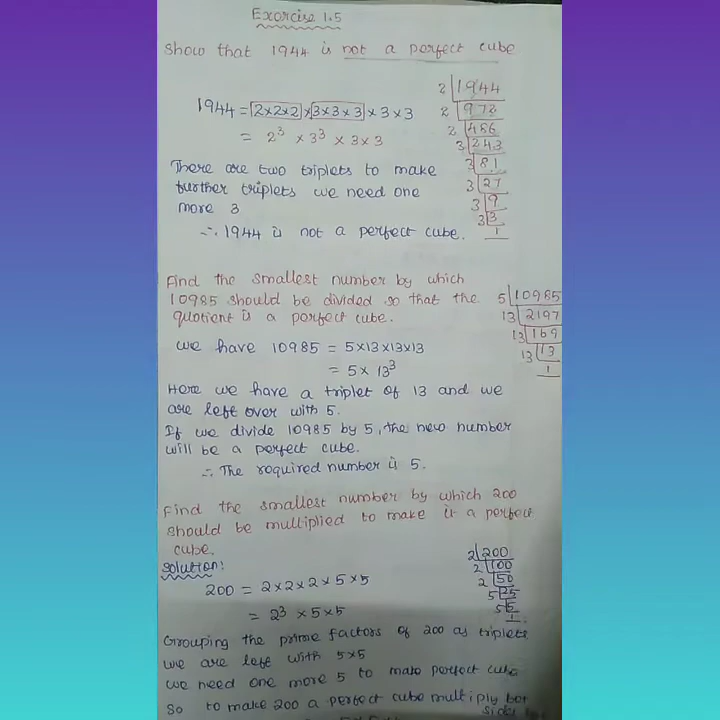 Exercise 1.5
Show that 1944 is not a perfect cube
2 | 1944
2 | 972
2 | 486
3 | 243
3 | 81
3 | 27
3 | 9
3 | 3
1
1944 = 2×2×2 × 3×3×3 × 3 × 3
= 2³ × 3³ × 3 × 3
There are two triplets to make
further triplets we need one
more 3
∴ 1944 is not a perfect cube.
Find the smallest number by which
10985 should be divided so that the
quotient is a perfect cube.
5 | 10985
13 | 2197
13 | 169
13 | 13
1
we have 10985 = 5×13×13×13
= 5 × 13³
Here we have a triplet of 13 and we
are left over with 5.
If we divide 10985 by 5, the new number
will be a perfect cube.
∴ The required number is 5.
Find the smallest number by which 200
should be multiplied to make it a perfect
cube.
Solution:
2 | 200
2 | 100
2 | 50
5 | 25
5 | 5
1
200 = 2×2×2×5×5
= 2³ × 5×5
Grouping the prime factors of 200 as triplets
we are left with 5×5
we need one more 5 to make perfect cube
So to make 200 a perfect cube multiply bot
sides